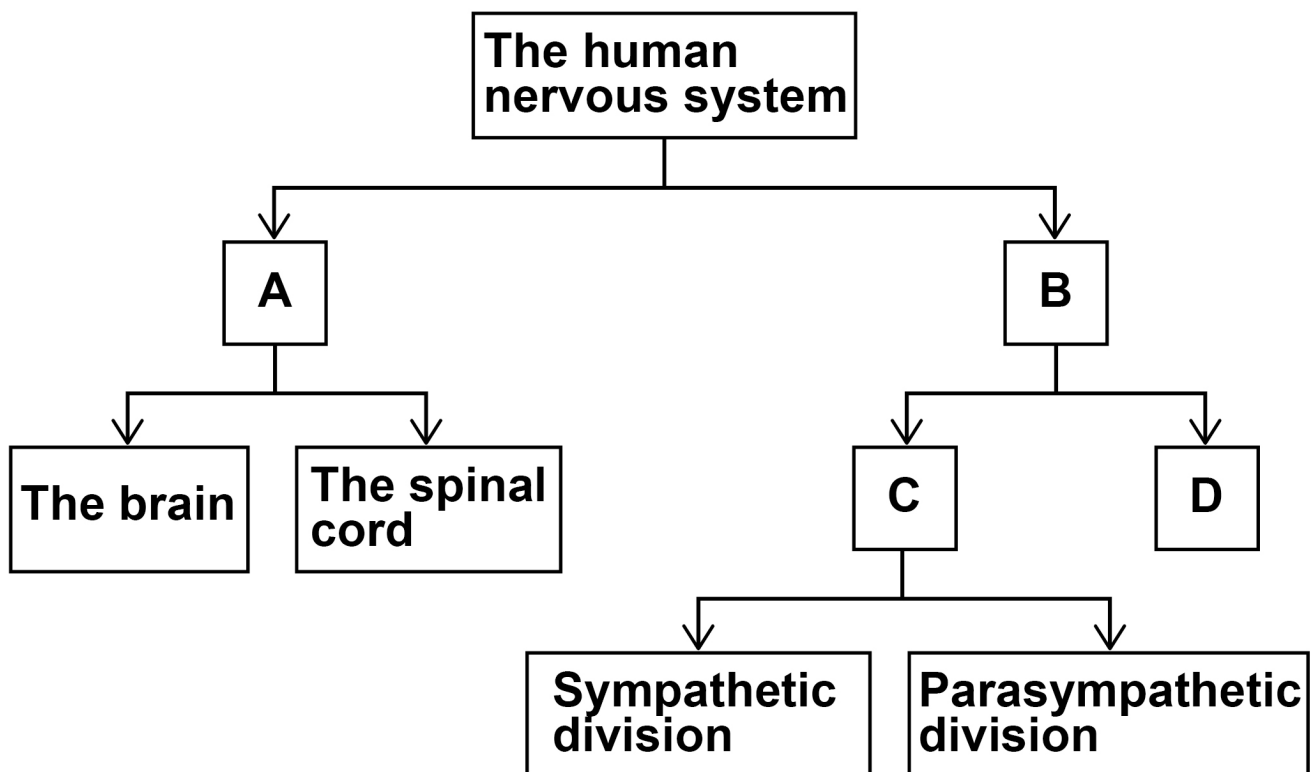 The human
nervous system
A
B
The brain
The spinal
cord
C
D
Sympathetic
division
Parasympathetic
division